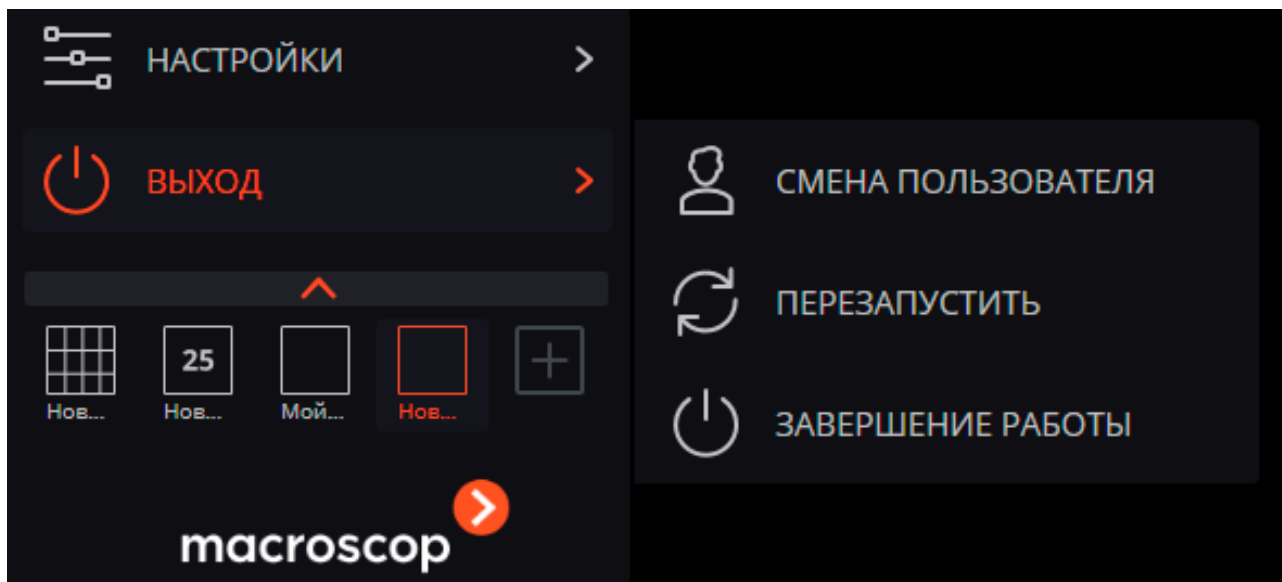 НАСТРОЙКИ
ВЫХОД
СМЕНА ПОЛЬЗОВАТЕЛЯ
ПЕРЕЗАПУСТИТЬ
ЗАВЕРШЕНИЕ РАБОТЫ
25
Нов... Нов... Мой... Нов...
macroscop